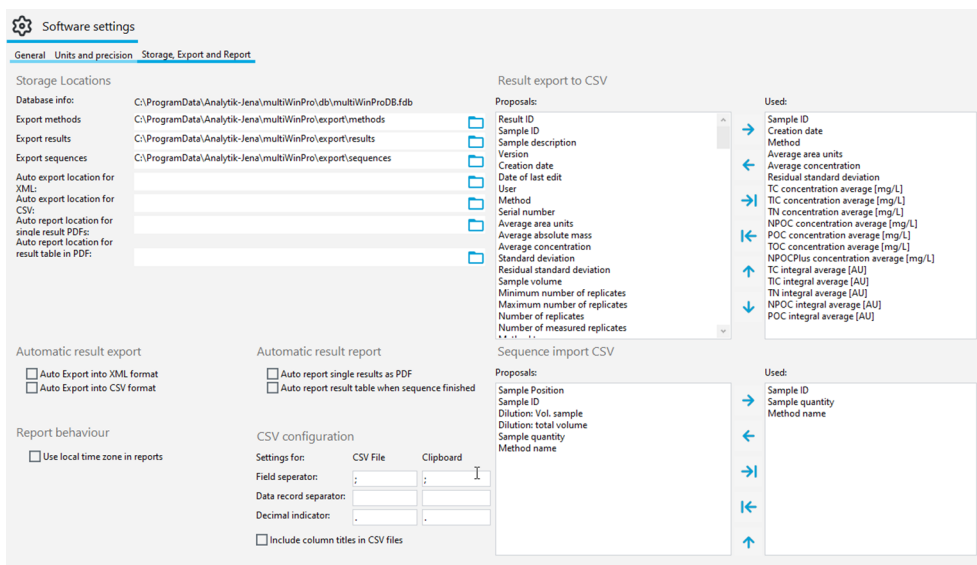 Software settings
General Units and precision Storage, Export and Report
Storage Locations
Database info: C:\ProgramData\Analytik-Jena\multiWinPro\db\multiWinProDB.fdb
Export methods C:\ProgramData\Analytik-Jena\multiWinPro\export\methods
Export results C:\ProgramData\Analytik-Jena\multiWinPro\export\results
Export sequences C:\ProgramData\Analytik-Jena\multiWinPro\export\sequences
Auto export location for
XML:
Auto export location for
CSV:
Auto report location for
single result PDFs:
Auto report location for
result table in PDF:
Automatic result export
Auto Export into XML format
Auto Export into CSV format
Automatic result report
Auto report single results as PDF
Auto report result table when sequence finished
Report behaviour
Use local time zone in reports
CSV configuration
Settings for: CSV File Clipboard
Field seperator: ; ;
Data record separator:
Decimal indicator: . .
Include column titles in CSV files
Result export to CSV
Proposals:
Result ID
Sample ID
Sample description
Version
Creation date
Date of last edit
User
Method
Serial number
Average area units
Average absolute mass
Average concentration
Standard deviation
Residual standard deviation
Sample volume
Minimum number of replicates
Maximum number of replicates
Number of replicates
Number of measured replicates
Used:
Sample ID
Creation date
Method
Average area units
Average concentration
Residual standard deviation
TC concentration average [mg/L]
TIC concentration average [mg/L]
TN concentration average [mg/L]
NPOC concentration average [mg/L]
POC concentration average [mg/L]
TOC concentration average [mg/L]
NPOCPlus concentration average [mg/L]
TC integral average [AU]
TIC integral average [AU]
TN integral average [AU]
NPOC integral average [AU]
POC integral average [AU]
Sequence import CSV
Proposals:
Sample Position
Sample ID
Dilution: Vol. sample
Dilution: total volume
Sample quantity
Method name
Used:
Sample ID
Sample quantity
Method name